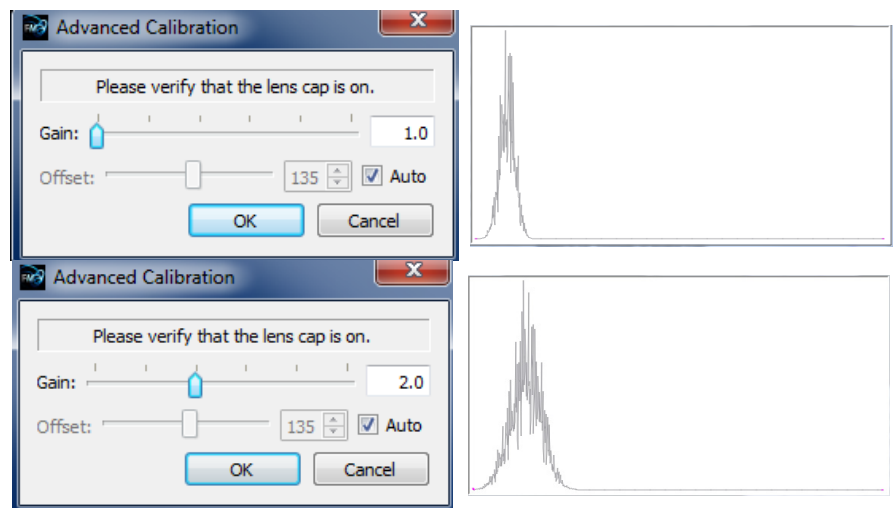 Advanced Calibration
Please verify that the lens cap is on.
Gain: 1.0
Offset: 135 Auto
OK Cancel
Advanced Calibration
Please verify that the lens cap is on.
Gain: 2.0
Offset: 135 Auto
OK Cancel